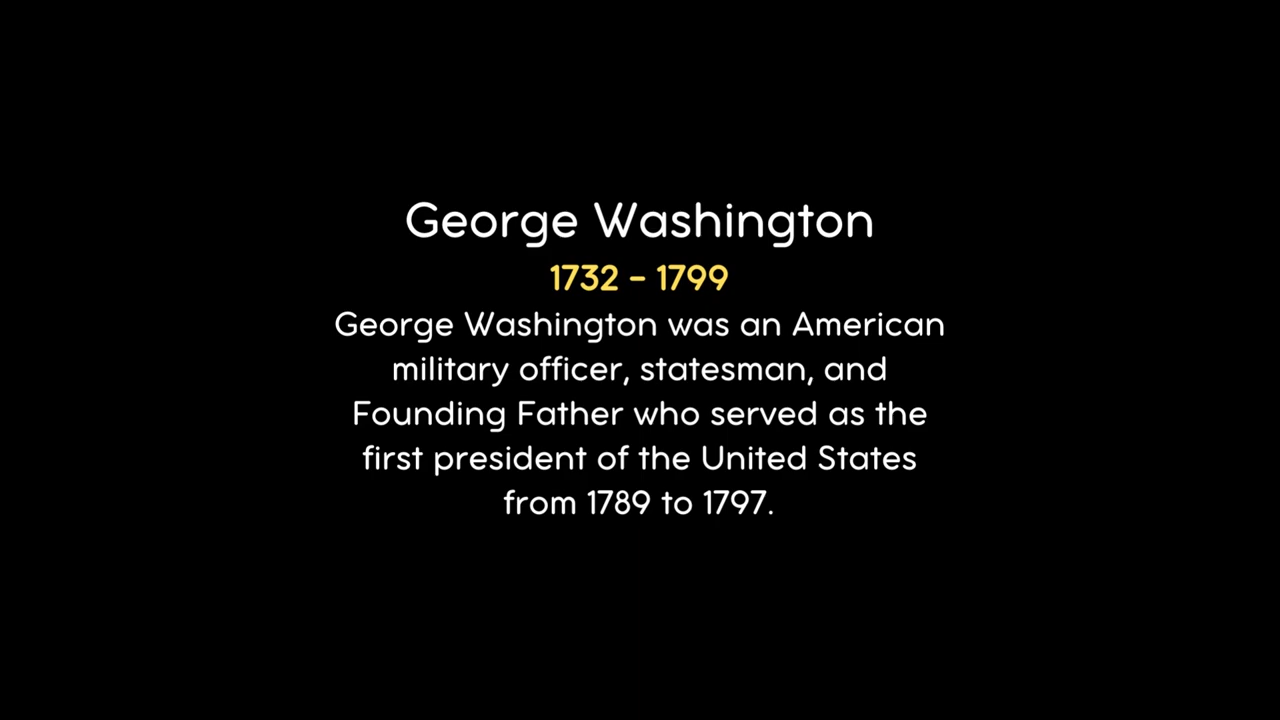 George Washington
1732 - 1799
George Washington was an American
military officer, statesman, and
Founding Father who served as the
first president of the United States
from 1789 to 1797.